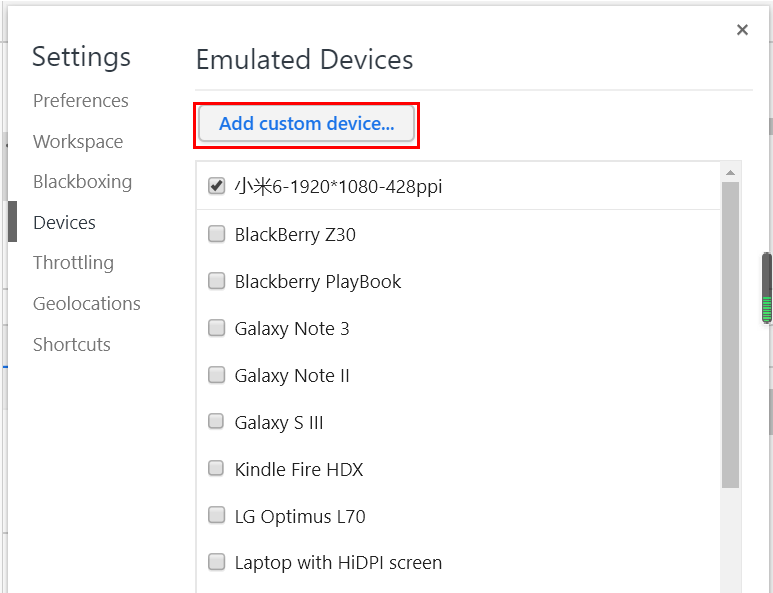 Settings
Preferences
Workspace
Blackboxing
Devices
Throttling
Geolocations
Shortcuts
Emulated Devices
Add custom device...
小米6-1920*1080-428ppi
BlackBerry Z30
Blackberry PlayBook
Galaxy Note 3
Galaxy Note II
Galaxy S III
Kindle Fire HDX
LG Optimus L70
Laptop with HiDPI screen